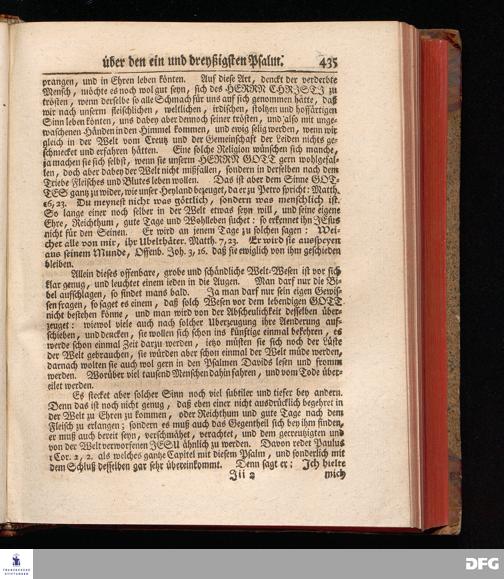 über den ein und dreyßigsten Psalm. 435
prangen, und in Ehren leben könten. Auf diese Art, denckt der verderbte
Mensch, möchte es noch wol gut seyn, sich des HERRN CHRISTI zu
trösten, wenn derselbe so alle Schmach für uns auf sich genommen hätte, daß
wir nach unserm fleischlichen, weltlichen, irdischen, stoltzen und hoffärtigen
Sinn leben könten, uns dabey aber dennoch seiner trösten, und also mit unge-
waschenen Händen in den Himmel kommen, und ewig selig werden, wenn wir
gleich in der Welt von Creutz und der Gemeinschaft der Leiden nichts ge-
schmecket und erfahren hätten. Eine solche Religion wünschen sich manche,
ja machen sie sich selbst, wenn sie unserm HERRN GOTT gern wohlgefal-
len, doch aber dabey der Welt nicht mißfallen, sondern in derselben nach dem
Triebe Fleisches und Blutes leben wollen. Das ist aber dem Sinne GOT-
TES gantz zu wider, wie unser Heyland bezeuget, da er zu Petro spricht: Matth.
16, 23. Du meynest nicht was göttlich, sondern was menschlich ist.
So lange einer noch selber in der Welt etwas seyn will, und seine eigene
Ehre, Reichthum, gute Tage und Wohlleben suchet: so erkennet ihn JEsus
nicht für den Seinen. Er wird an jenem Tage zu solchen sagen: Wei-
chet alle von mir, ihr Ubelthäter. Matth. 7, 23. Er wird sie ausspeyen
aus seinem Munde, Offenb. Joh. 3, 16. daß sie ewiglich von ihm geschieden
bleiben.
Allein dieses offenbare, grobe und schändliche Welt-Wesen ist vor sich
klar genug, und leuchtet einem ieden in die Augen. Man darf nur die Bi-
bel aufschlagen, so findet mans bald. Ja man darf nur sein eigen Gewis-
sen fragen, so saget es einem, daß solch Wesen vor dem lebendigen GOTT
nicht bestehen könne, und man wird von der Abscheulichkeit desselben über-
zeuget: wiewol viele auch nach solcher Uberzeugung ihre Aenderung auf-
schieben, und dencken, sie wollen sich schon ins künftige einmal bekehren, es
werde schon einmal Zeit darzu werden, ietzo müsten sie sich noch der Lüste
der Welt gebrauchen, sie würden aber schon einmal der Welt müde werden,
darnach wolten sie auch wol gern in den Psalmen Davids lesen und fromm
werden. Worüber viel tausend Menschen dahin fahren, und vom Tode über-
eilet werden.
Es stecket aber solcher Sinn noch viel subtiler und tiefer bey andern.
Denn das ist noch nicht genug, daß eben einer nicht ausdrücklich begehret in
der Welt zu Ehren zu kommen, oder Reichthum und gute Tage nach dem
Fleisch zu erlangen; sondern es muß auch das Gegentheil sich bey ihm finden,
er muß auch bereit seyn, verschmähet, verachtet, und dem gecreutzigten und
von der Welt verworfenen JESU ähnlich zu werden. Davon redet Paulus
1 Cor. 2, 2. als welches gantze Capitel mit diesem Psalm, und sonderlich mit
dem Schluß desselben gar sehr übereinkommt. Denn sagt er: Ich hielte
Jii 2 mich
FRANCKESCHE
STIFTUNGEN
DFG